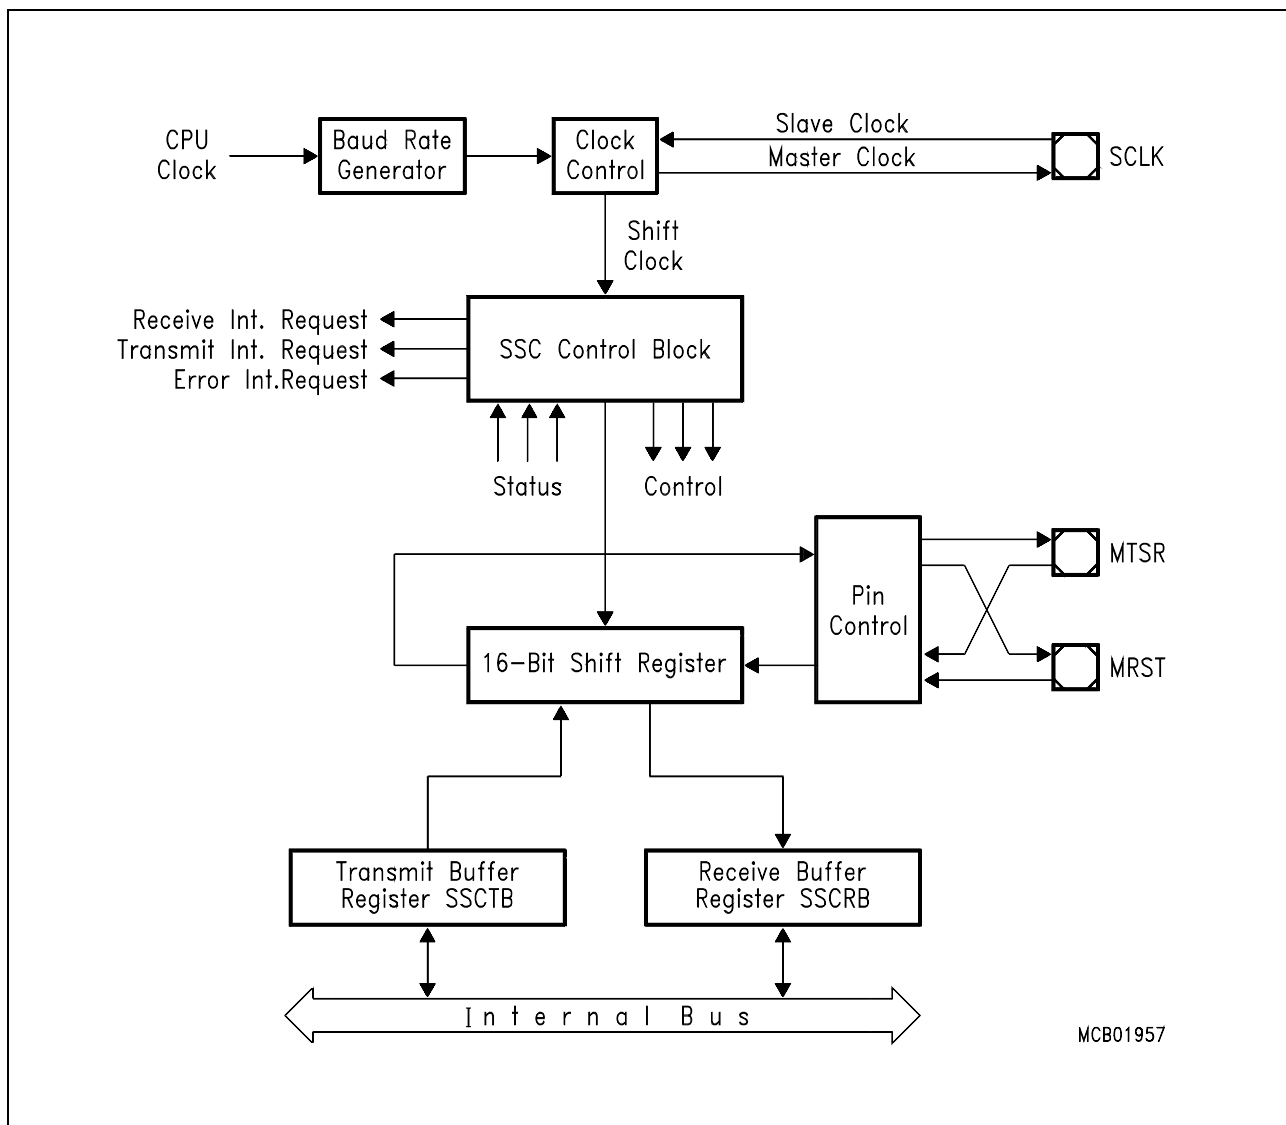 CPU
Clock
Baud Rate
Generator
Clock
Control
Slave Clock
Master Clock
SCLK
Shift
Clock
Receive Int. Request
Transmit Int. Request
Error Int.Request
SSC Control Block
Status
Control
MTSR
Pin
Control
16-Bit Shift Register
MRST
Transmit Buffer
Register SSCTB
Receive Buffer
Register SSCRB
Internal Bus
MCB01957